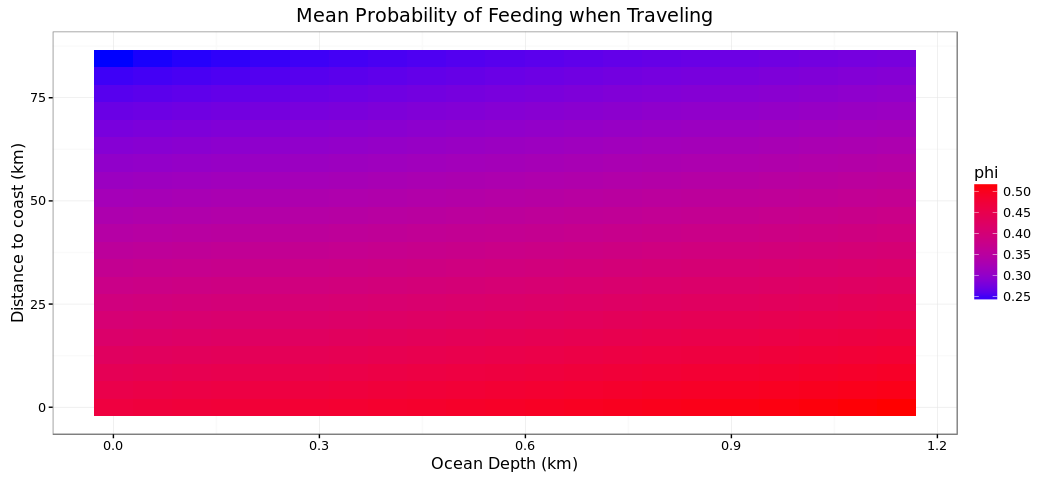 Mean Probability of Feeding when Traveling
Distance to coast (km)
75
50
25
0
0.0 0.3 0.6 0.9 1.2
Ocean Depth (km)
phi
0.50
0.45
0.40
0.35
0.30
0.25